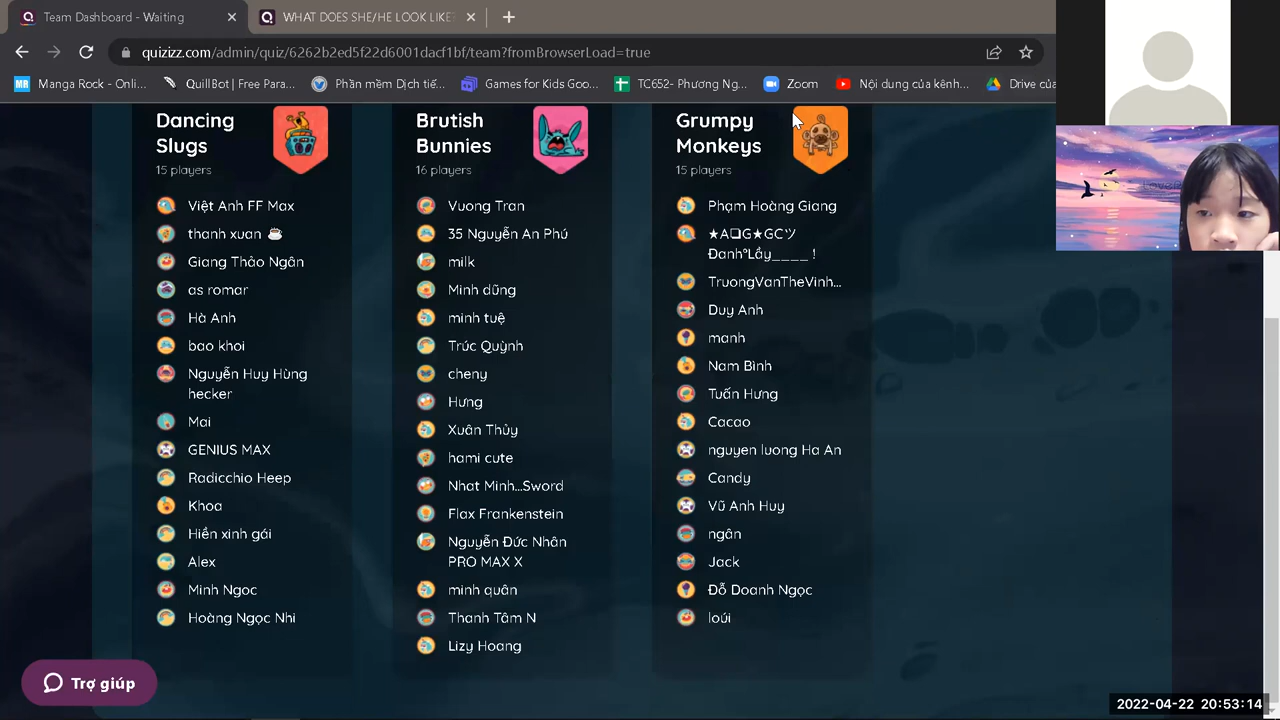 Team Dashboard - Waiting
WHAT DOES SHE/HE LOOK LIKE
quizizz.com/admin/quiz/6262b2ed5f22d6001dacf1bf/team?fromBrowserLoad=true
MR Manga Rock - Onli...
QuillBot | Free Para...
Phần mềm Dịch tiế...
Games for Kids Goo...
TC652- Phương Ng...
Zoom
Nội dung của kênh...
Drive của
Dancing
Slugs
15 players
Việt Anh FF Max
thanh xuan ☕
Giang Thảo Ngân
as romar
Hà Anh
bao khoi
Nguyễn Huy Hùng
hecker
Mai
GENIUS MAX
Radicchio Heep
Khoa
Hiền xinh gái
Alex
Minh Ngoc
Hoàng Ngọc Nhi
Brutish
Bunnies
16 players
Vuong Tran
35 Nguyễn An Phú
milk
Minh dũng
minh tuệ
Trúc Quỳnh
cheny
Hưng
Xuân Thủy
hami cute
Nhat Minh...Sword
Flax Frankenstein
Nguyễn Đức Nhân
PRO MAX X
minh quân
Thanh Tâm N
Lizy Hoang
Grumpy
Monkeys
15 players
Phạm Hoàng Giang
★A❏G★GCツ
Đanh°Lầy____ !
TruongVanTheVinh...
Duy Anh
manh
Nam Bình
Tuấn Hưng
Cacao
nguyen luong Ha An
Candy
Vũ Anh Huy
ngân
Jack
Đỗ Doanh Ngọc
loúi
Trợ giúp
2022-04-22 20:53:14